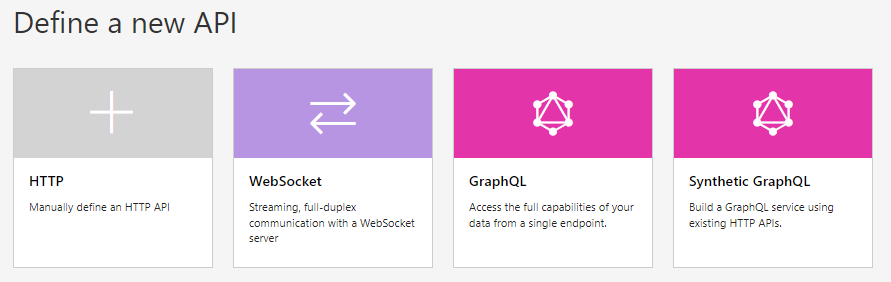 Define a new API
HTTP
Manually define an HTTP API
WebSocket
Streaming, full-duplex
communication with a WebSocket
server
GraphQL
Access the full capabilities of your
data from a single endpoint.
Synthetic GraphQL
Build a GraphQL service using
existing HTTP APIs.